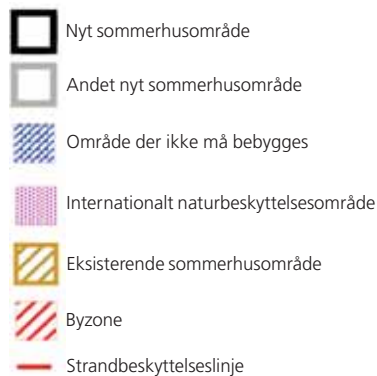 Nyt sommerhusområde
Andet nyt sommerhusområde
Område der ikke må bebygges
Internationalt naturbeskyttelsesområde
Eksisterende sommerhusområde
Byzone
Strandbeskyttelseslinje